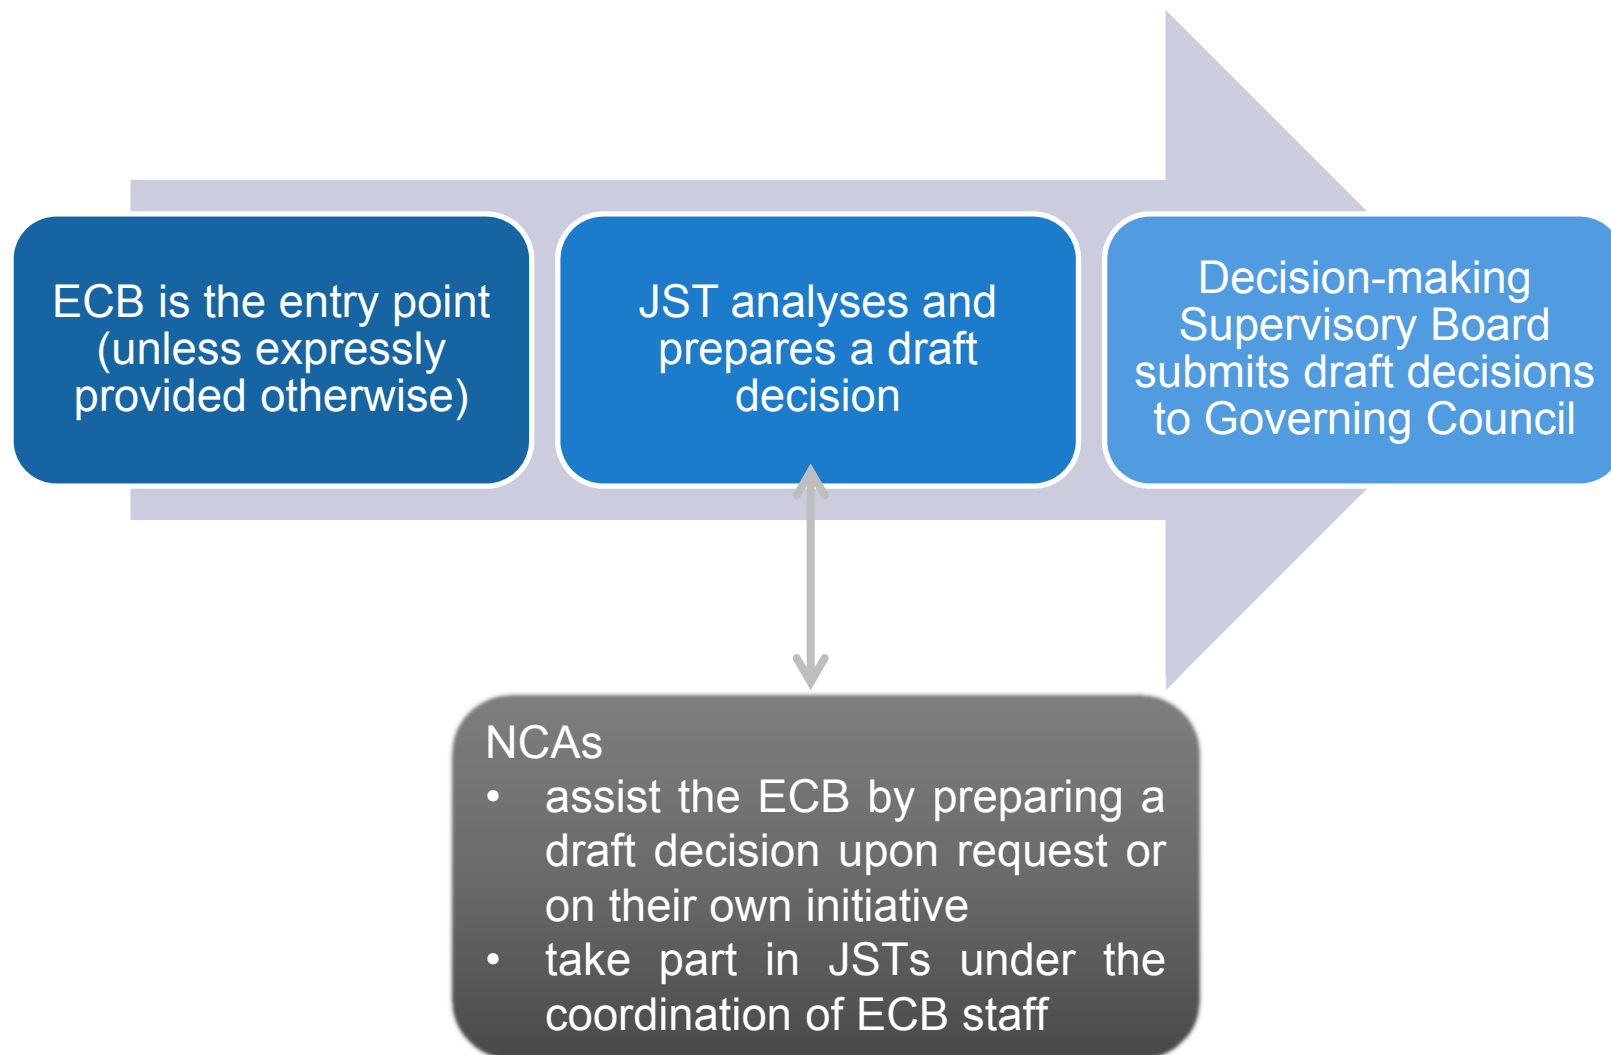 ECB is the entry point
(unless expressly
provided otherwise)
JST analyses and
prepares a draft
decision
Decision-making
Supervisory Board
submits draft decisions
to Governing Council
NCAs
• assist the ECB by preparing a
draft decision upon request or
on their own initiative
• take part in JSTs under the
coordination of ECB staff